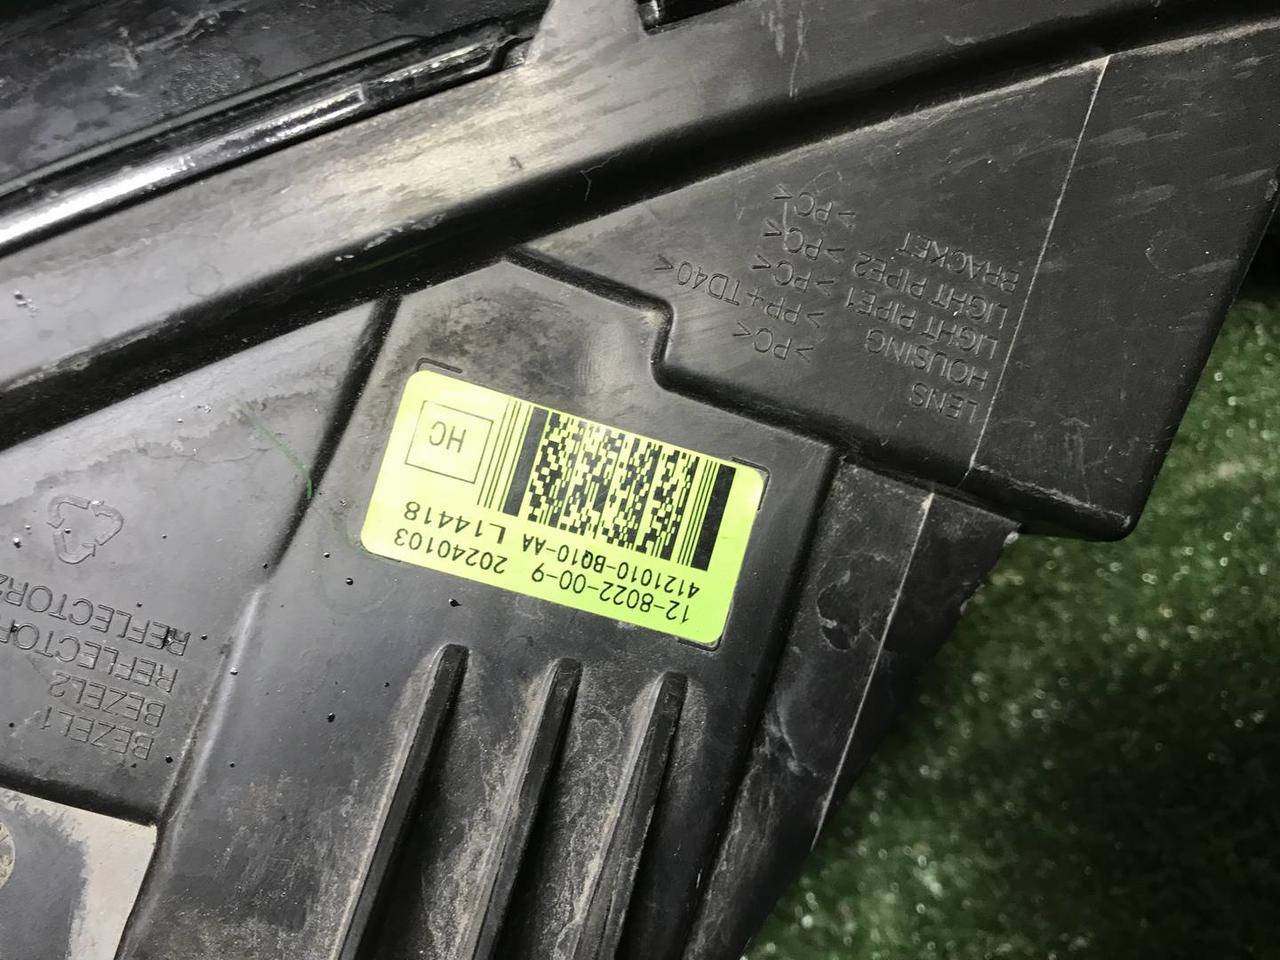 12-8022-00-9 20240103
4121010-BQ10-AA L14418
HC
LENS >PC<
HOUSING >PP+TD40<
LIGHT PIPE1 >PC<
LIGHT PIPE2 >PC<
BRACKET >PC<
BEZEL1
BEZEL2
REFLECTOR
REFLECTOR2